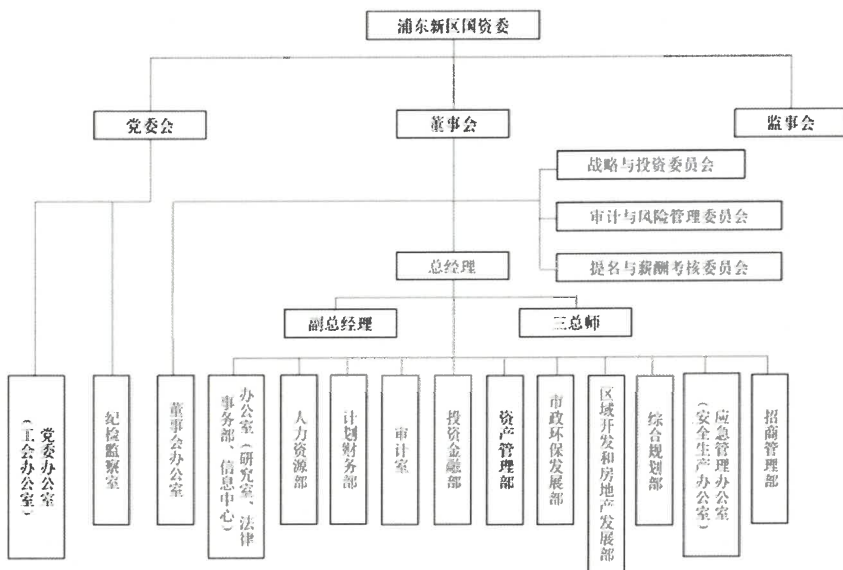 浦东新区国资委
党委会
董事会
监事会
战略与投资委员会
审计与风险管理委员会
提名与薪酬考核委员会
总经理
副总经理
三总师
党委办公室
（工会办公室）
纪检监察室
董事会办公室
办公室（研究室、法律
事务部、信息中心）
人力资源部
计划财务部
审计室
投资金融部
资产管理部
市政环保发展部
区域开发和房地产发展部
综合规划部
应急管理办公室
（安全生产办公室）
招商管理部